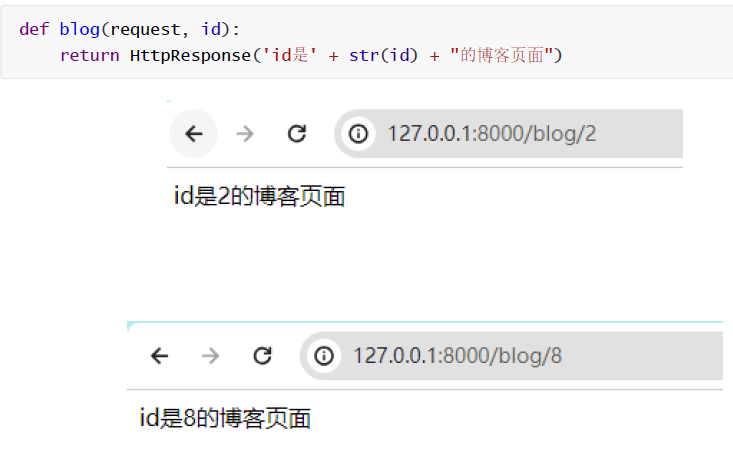 def blog(request, id):
    return HttpResponse('id是' + str(id) + "的博客页面")
127.0.0.1:8000/blog/2
id是2的博客页面
127.0.0.1:8000/blog/8
id是8的博客页面